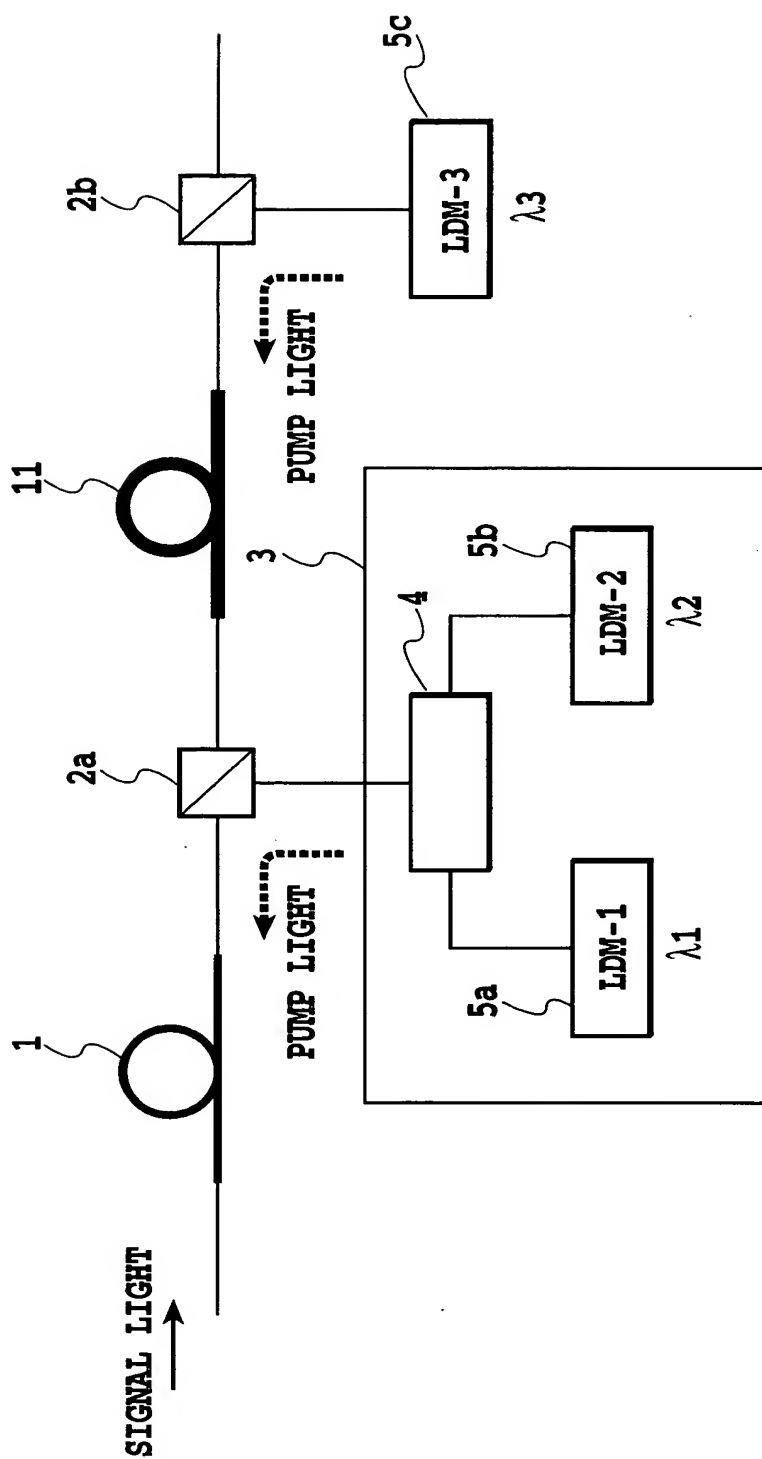 SIGNAL LIGHT
1
2a
11
2b
PUMP LIGHT
PUMP LIGHT
3
4
5a
LDM-1
λ1
5b
LDM-2
λ2
5c
LDM-3
λ3